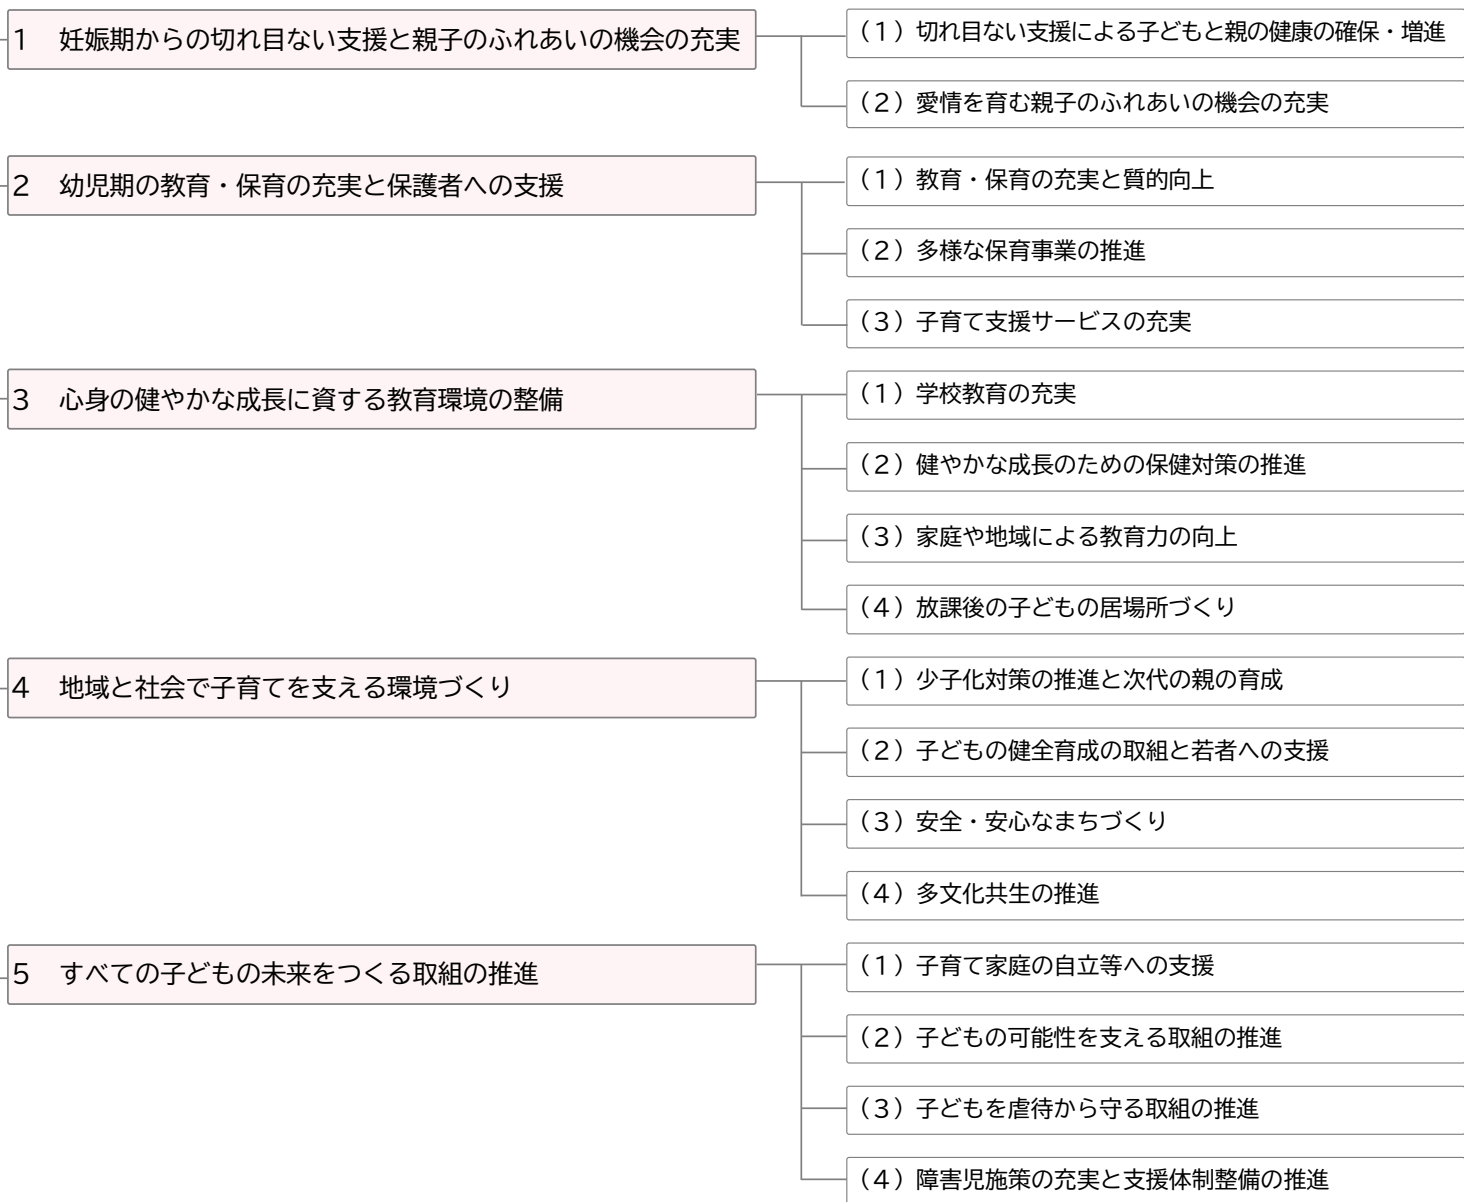 1 妊娠期からの切れ目ない支援と親子のふれあいの機会の充実
（1）切れ目ない支援による子どもと親の健康の確保・増進
（2）愛情を育む親子のふれあいの機会の充実
2 幼児期の教育・保育の充実と保護者への支援
（1）教育・保育の充実と質的向上
（2）多様な保育事業の推進
（3）子育て支援サービスの充実
3 心身の健やかな成長に資する教育環境の整備
（1）学校教育の充実
（2）健やかな成長のための保健対策の推進
（3）家庭や地域による教育力の向上
（4）放課後の子どもの居場所づくり
4 地域と社会で子育てを支える環境づくり
（1）少子化対策の推進と次代の親の育成
（2）子どもの健全育成の取組と若者への支援
（3）安全・安心なまちづくり
（4）多文化共生の推進
5 すべての子どもの未来をつくる取組の推進
（1）子育て家庭の自立等への支援
（2）子どもの可能性を支える取組の推進
（3）子どもを虐待から守る取組の推進
（4）障害児施策の充実と支援体制整備の推進